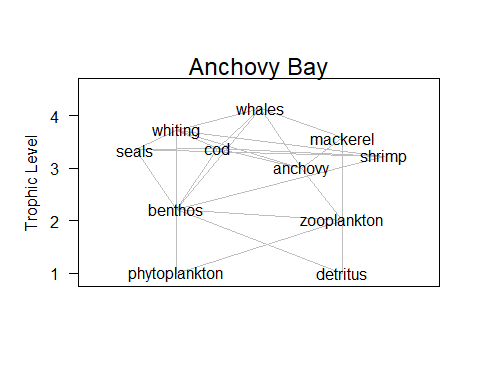 Anchovy Bay
Trophic Level
4
3
2
1
whales
whiting
mackerel
cod
seals
shrimp
anchovy
benthos
zooplankton
phytoplankton
detritus